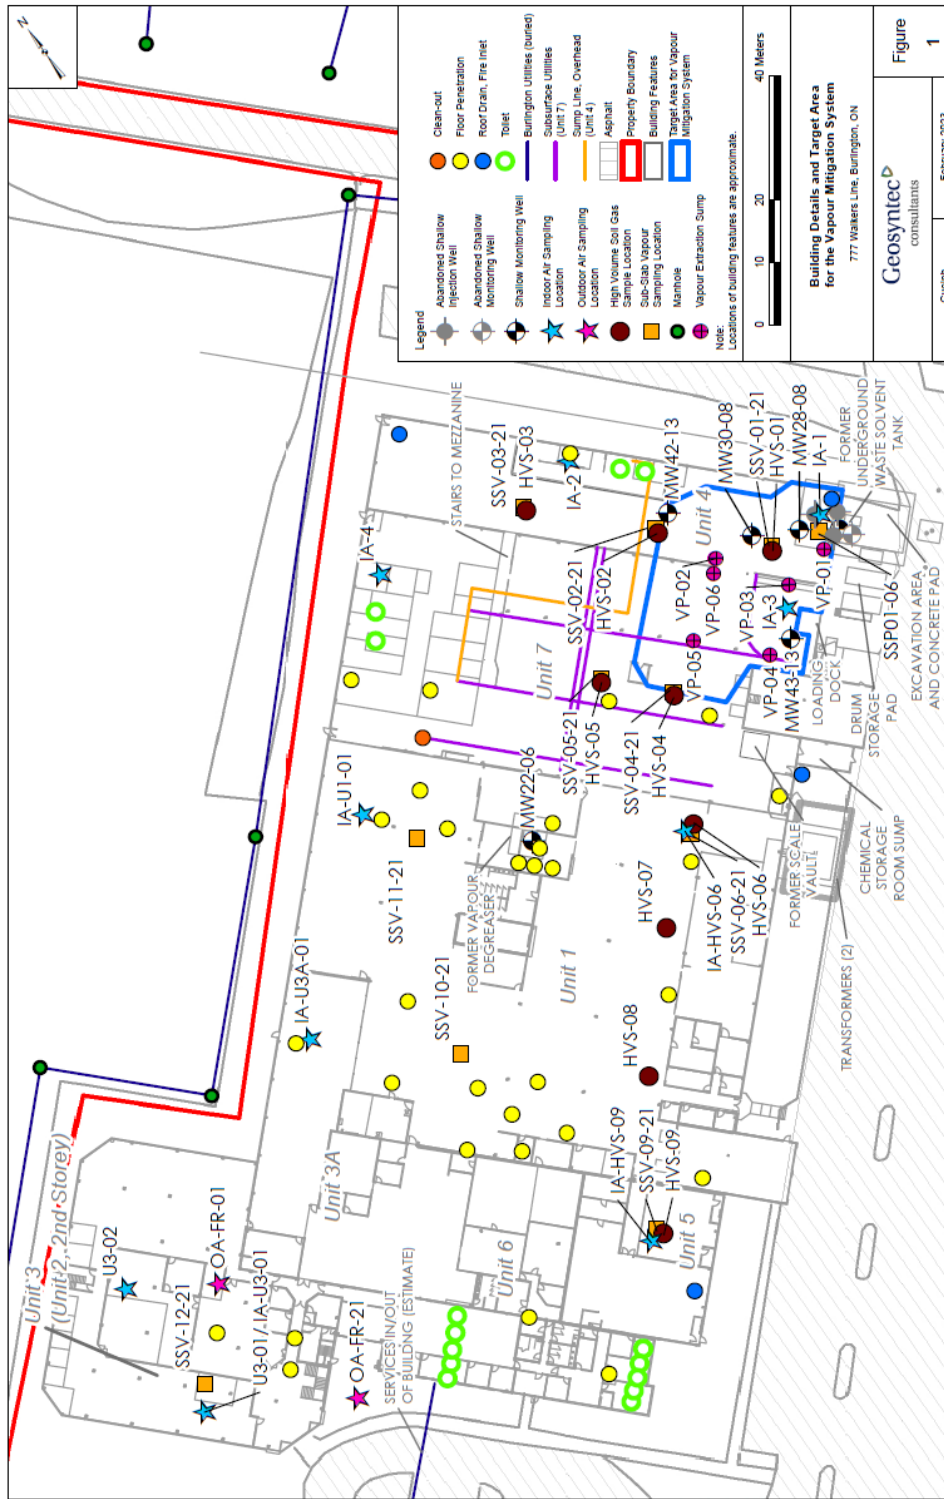 N
Legend
Abandoned Shallow
Injection Well
Abandoned Shallow
Monitoring Well
Shallow Monitoring Well
Indoor Air Sampling
Location
Outdoor Air Sampling
Location
High Volume Soil Gas
Sample Location
Sub-Slab Vapour
Sampling Location
Manhole
Vapour Extraction Sump
Clean-out
Floor Penetration
Roof Drain, Fire Inlet
Toilet
Burlington Utilities (buried)
Subsurface Utilities
(Unit 7)
Sump Line, Overhead
(Unit 4)
Asphalt
Property Boundary
Building Features
Target Area for Vapour
Mitigation System
Note:
Locations of building features are approximate.
0 10 20 40 Meters
Building Details and Target Area
for the Vapour Mitigation System
777 Walkers Line, Burlington, ON
Geosyntec
consultants
Figure
1
Guelph
February 2023
Unit 3
(Unit 2, 2nd Storey)
U3-02
SSV-12-21
OA-FR-01
U3-01 / IA-U3-01
OA-FR-21
SERVICES IN/OUT
OF BUILDING (ESTIMATE)
Unit 3A
IA-U3A-01
IA-U1-01
IA-4
STAIRS TO MEZZANINE
SSV-03-21
HVS-03
IA-2
SSV-11-21
SSV-10-21
FORMER VAPOUR
DEGREASER
MW22-06
Unit 1
Unit 7
Unit 6
Unit 5
Unit 4
SSV-02-21
HVS-02
MW42-13
SSV-05-21
HVS-05
SSV-04-21
HVS-04
VP-02
VP-06
VP-05
VP-03
IA-3
VP-04
MW43-13
VP-01
MW30-08
SSV-01-21
HVS-01
MW28-08
IA-1
SSP01-06
FORMER
UNDERGROUND
WASTE SOLVENT
TANK
EXCAVATION AREA
AND CONCRETE PAD
LOADING
DOCK
DRUM
STORAGE
PAD
HVS-07
HVS-08
IA-HVS-06
SSV-06-21
HVS-06
IA-HVS-09
SSV-09-21
HVS-09
FORMER SCALE
VAULT
CHEMICAL
STORAGE
ROOM SUMP
TRANSFORMERS (2)